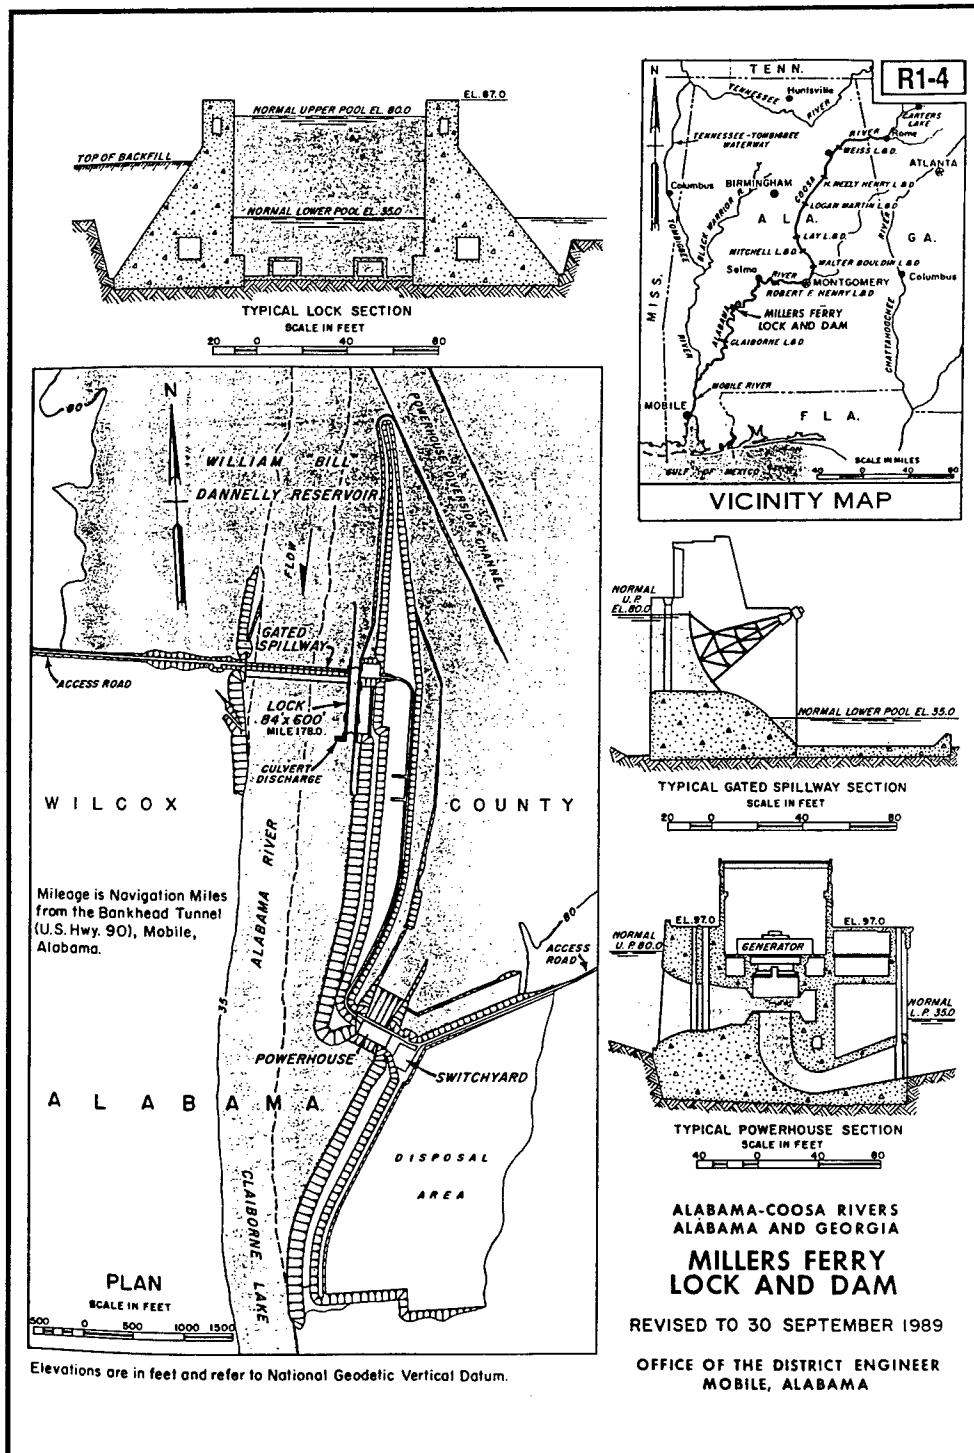 R1-4
EL. 87.0
NORMAL UPPER POOL EL. 80.0
TOP OF BACKFILL
NORMAL LOWER POOL EL. 35.0
TYPICAL LOCK SECTION
SCALE IN FEET
20 0 40 80
N
TENN.
Huntsville
TENNESSEE
RIVER
CARTERS
LAKE
TENNESSEE-TOMBIGBEE
WATERWAY
RIVER
Rome
WEISS L.&D.
ATLANTA
Columbus
BIRMINGHAM
COOSA
H. NEELY HENRY L.&D.
LOGAN MARTIN L.&D.
BLACK WARRIOR R.
ALA.
RIVER
GA.
TOMBIGBEE
LAY L.&D.
MITCHELL L.&D.
WALTER BOULDIN L.&D.
Selma
RIVER
MONTGOMERY
Columbus
ROBERT F. HENRY L.&D.
MISS.
ALABAMA
MILLERS FERRY
LOCK AND DAM
CLAIBORNE L.&D.
CHATTAHOOCHEE
RIVER
MOBILE RIVER
MOBILE
FLA.
GULF OF MEXICO
SCALE IN MILES
40 0 40 80
VICINITY MAP
N
80
POWERHOUSE DIVERSION CHANNEL
WILLIAM "BILL"
DANNELLY RESERVOIR
FLOW
GATED
SPILLWAY
ACCESS ROAD
LOCK
84' x 600'
MILE 178.0
CULVERT
DISCHARGE
WILCOX COUNTY
Mileage is Navigation Miles
from the Bankhead Tunnel
(U.S. Hwy. 90), Mobile,
Alabama.
ALABAMA RIVER
80
ACCESS
ROAD
35
POWERHOUSE
SWITCHYARD
ALABAMA
DISPOSAL
AREA
CLAIBORNE LAKE
PLAN
SCALE IN FEET
500 0 500 1000 1500
Elevations are in feet and refer to National Geodetic Vertical Datum.
NORMAL
U.P.
EL. 80.0
NORMAL LOWER POOL EL. 35.0
TYPICAL GATED SPILLWAY SECTION
SCALE IN FEET
20 0 40 80
EL. 97.0
EL. 97.0
NORMAL
U.P. 80.0
GENERATOR
NORMAL
L.P. 35.0
TYPICAL POWERHOUSE SECTION
SCALE IN FEET
40 0 40 80
ALABAMA-COOSA RIVERS
ALABAMA AND GEORGIA
MILLERS FERRY
LOCK AND DAM
REVISED TO 30 SEPTEMBER 1989
OFFICE OF THE DISTRICT ENGINEER
MOBILE, ALABAMA